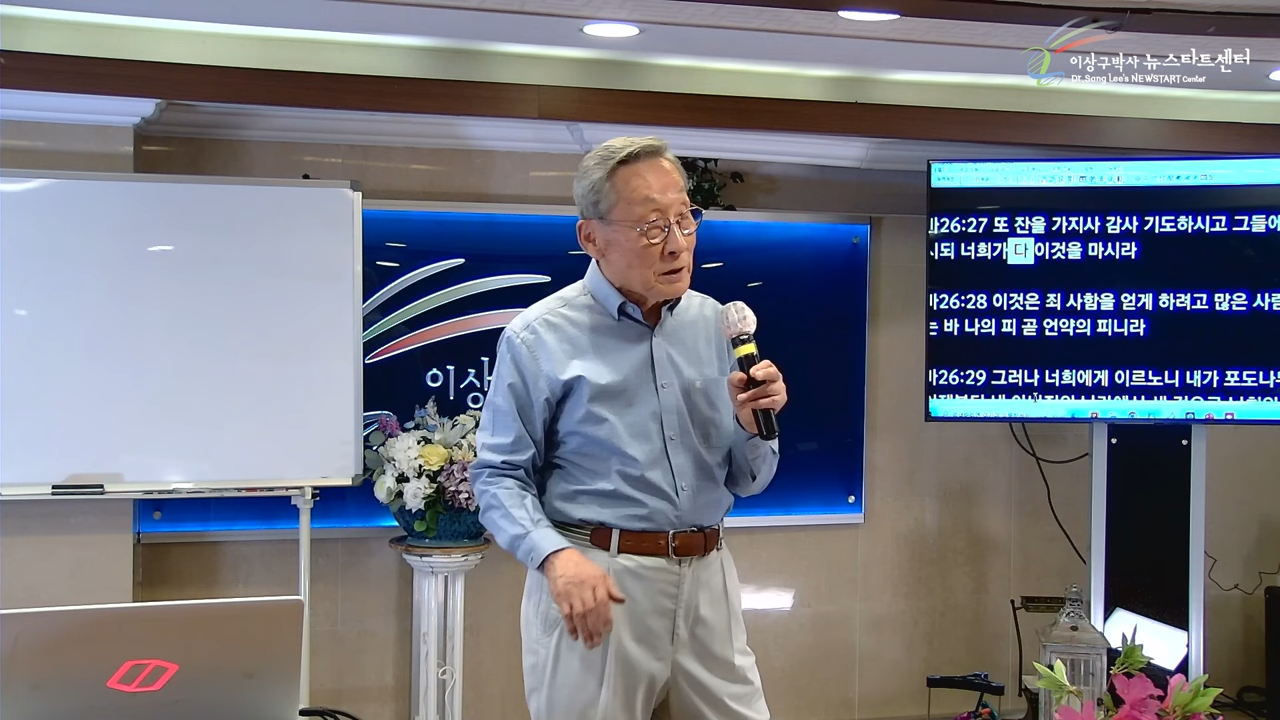 이상구박사 뉴스타트센터
Dr. Sang Lee's NEWSTART Center
26:27 또 잔을 가지사 감사 기도하시고 그들에
시되 너희가 다 이것을 마시라
26:28 이것은 죄 사함을 얻게 하려고 많은 사람
는 바 나의 피 곧 언약의 피니라
26:29 그러나 너희에게 이르노니 내가 포도나
이상